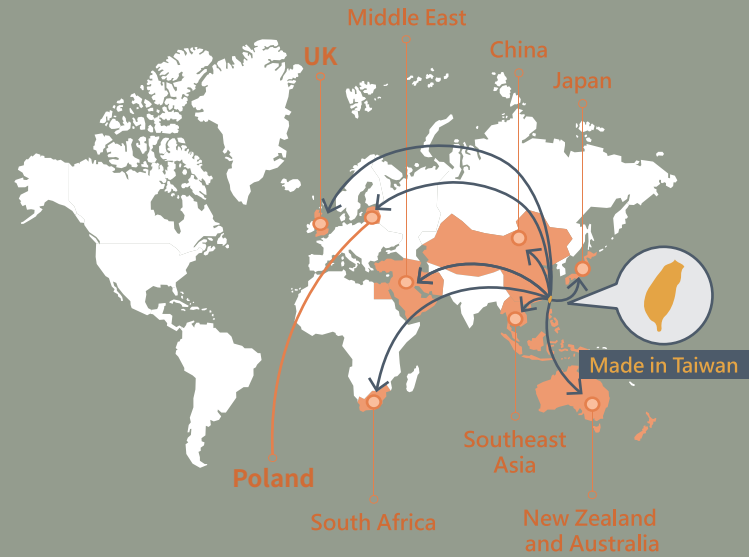 Middle East
UK
China
Japan
Made in Taiwan
Southeast
Asia
Poland
South Africa
New Zealand
and Australia